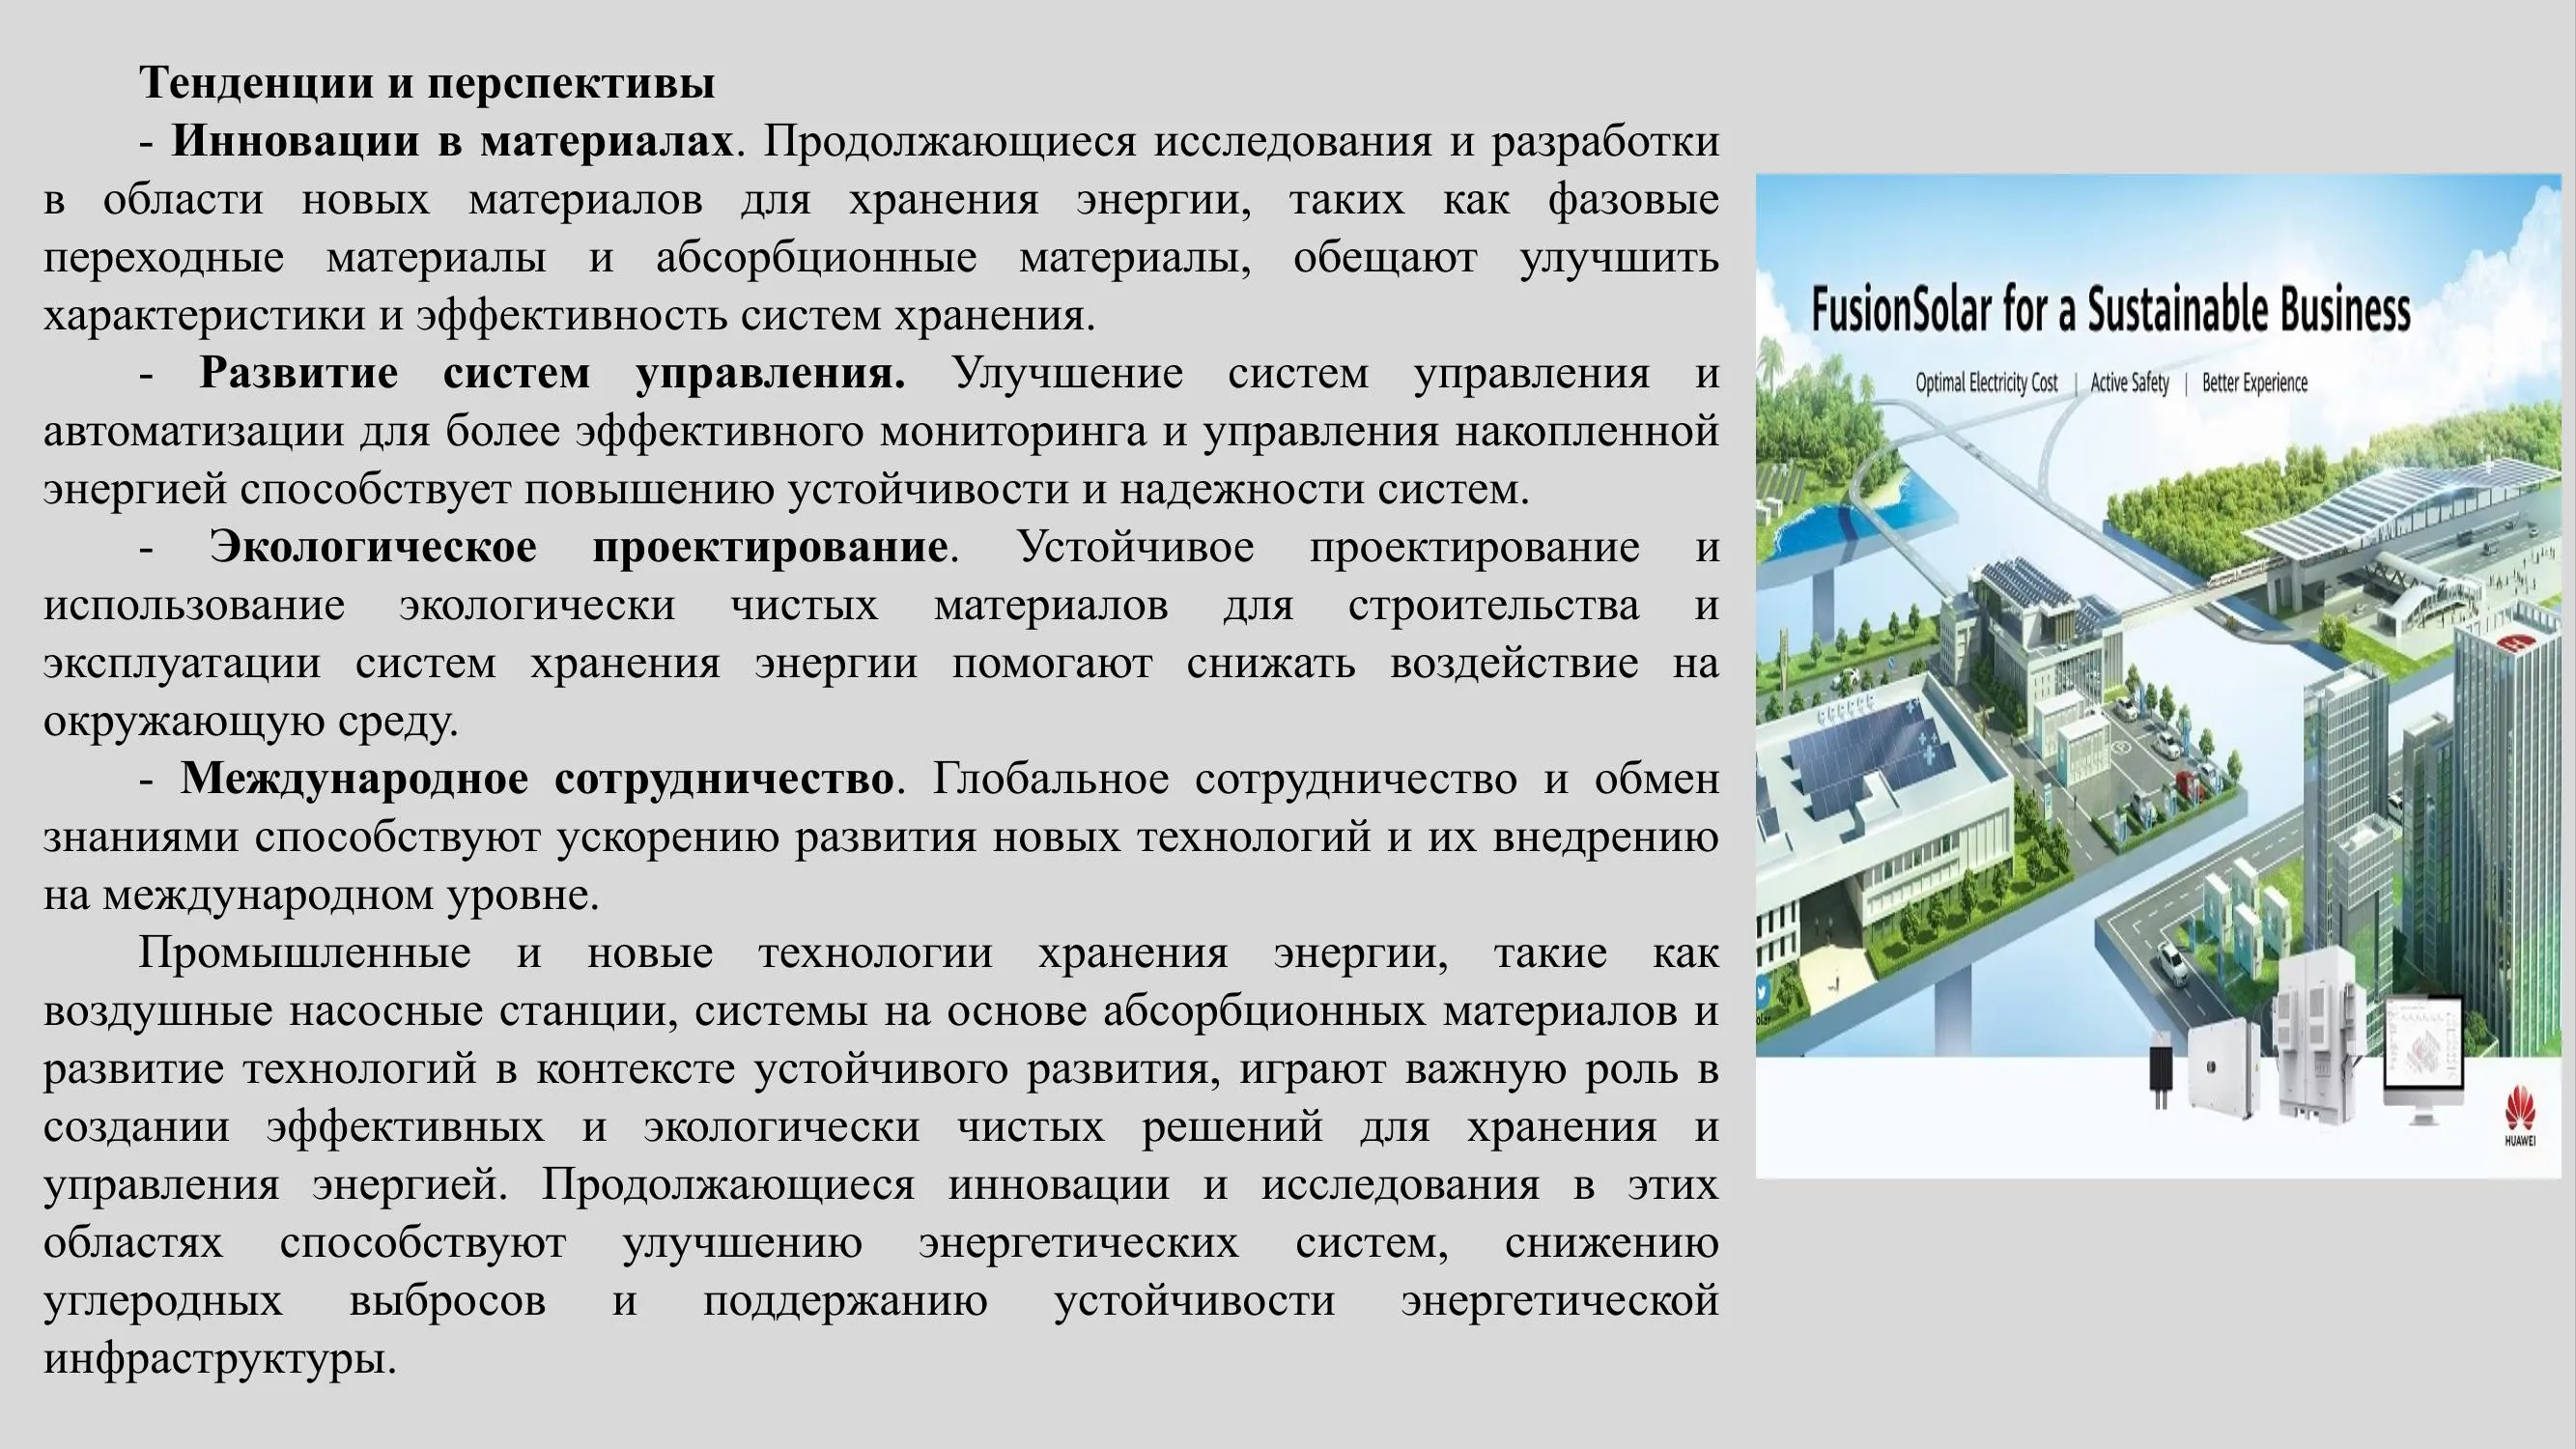 Тенденции и перспективы
- Инновации в материалах. Продолжающиеся исследования и разработки
в области новых материалов для хранения энергии, таких как фазовые
переходные материалы и абсорбционные материалы, обещают улучшить
характеристики и эффективность систем хранения.
- Развитие систем управления. Улучшение систем управления и
автоматизации для более эффективного мониторинга и управления накопленной
энергией способствует повышению устойчивости и надежности систем.
- Экологическое проектирование. Устойчивое проектирование и
использование экологически чистых материалов для строительства и
эксплуатации систем хранения энергии помогают снижать воздействие на
окружающую среду.
- Международное сотрудничество. Глобальное сотрудничество и обмен
знаниями способствуют ускорению развития новых технологий и их внедрению
на международном уровне.
Промышленные и новые технологии хранения энергии, такие как
воздушные насосные станции, системы на основе абсорбционных материалов и
развитие технологий в контексте устойчивого развития, играют важную роль в
создании эффективных и экологически чистых решений для хранения и
управления энергией. Продолжающиеся инновации и исследования в этих
областях способствуют улучшению энергетических систем, снижению
углеродных выбросов и поддержанию устойчивости энергетической
инфраструктуры.
FusionSolar for a Sustainable Business
Optimal Electricity Cost | Active Safety | Better Experience
HUAWEI